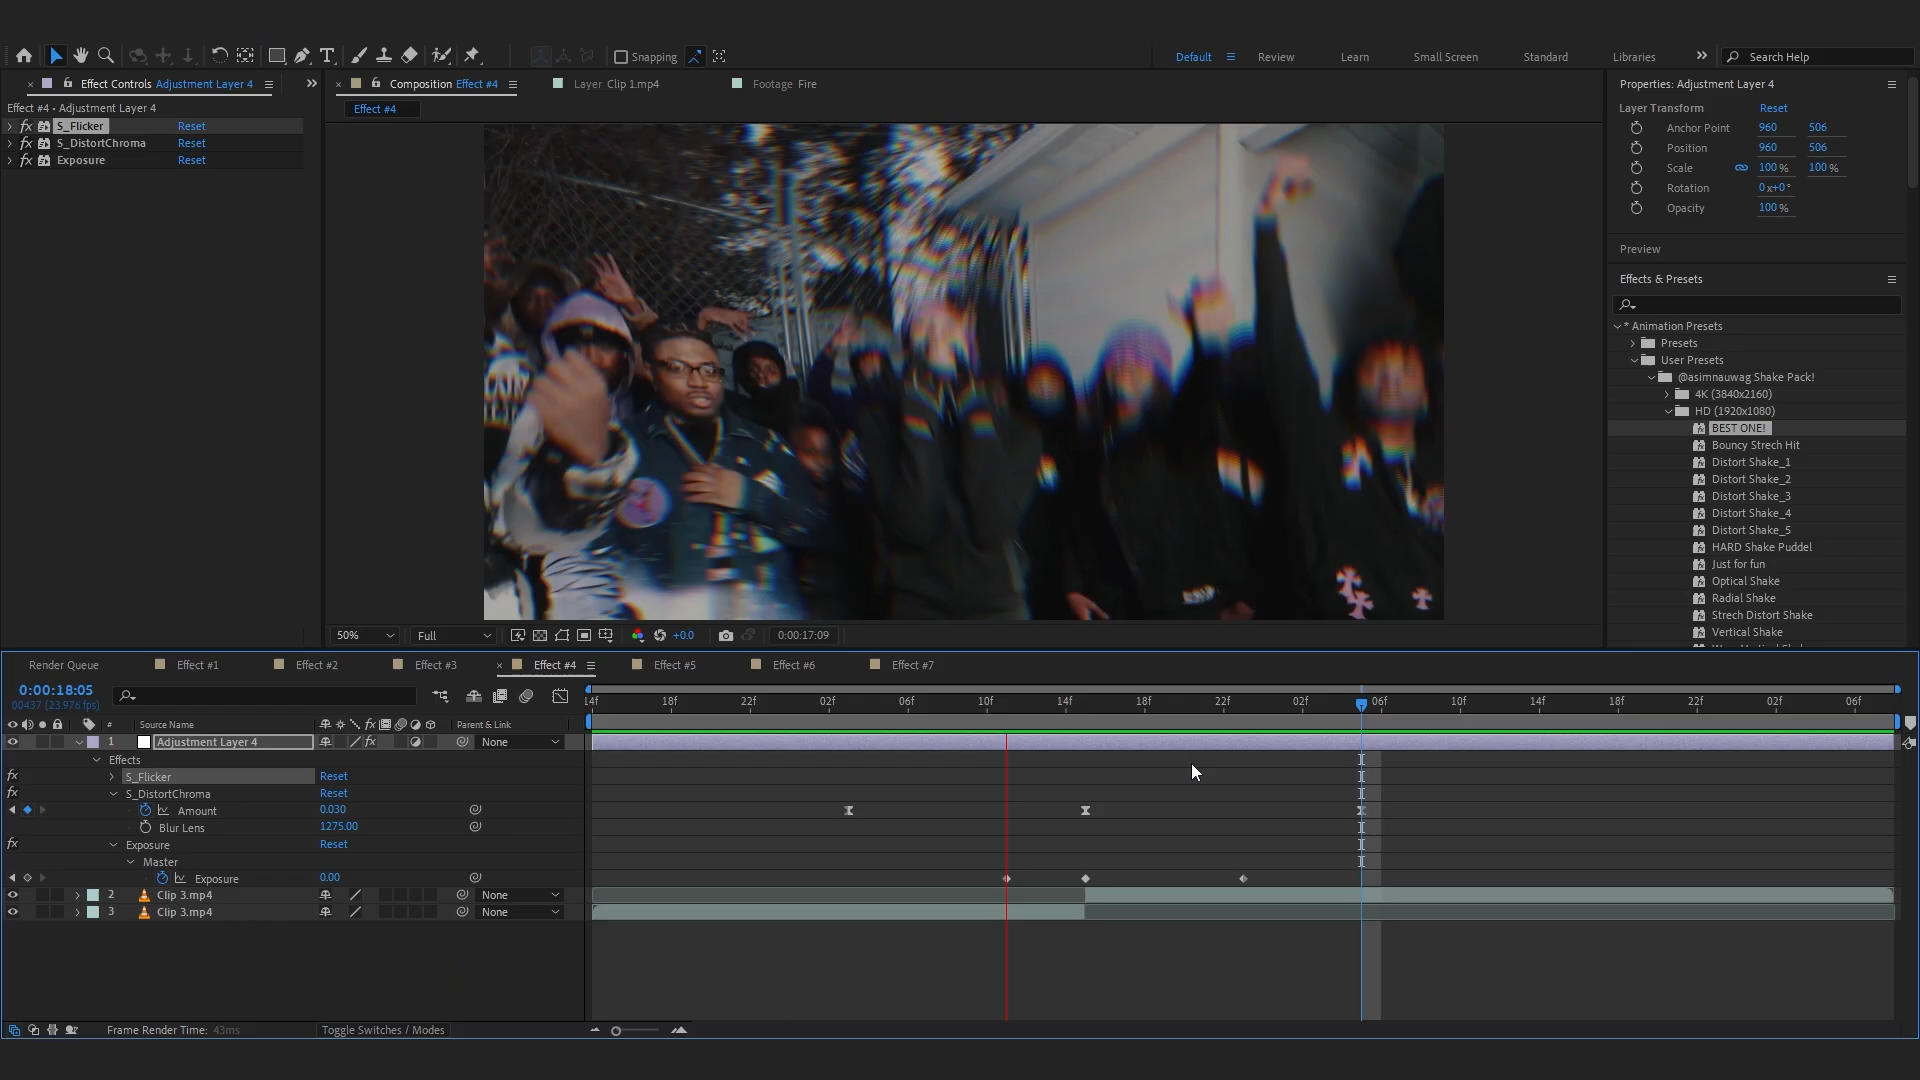 Snapping
Default
Review
Learn
Small Screen
Standard
Libraries
Search Help
Effect Controls Adjustment Layer 4
Effect #4 • Adjustment Layer 4
S_Flicker Reset
S_DistortChroma Reset
Exposure Reset
Composition Effect #4
Layer Clip 1.mp4
Footage Fire
Effect #4
50%
Full
+0.0
0:00:17:09
Properties: Adjustment Layer 4
Layer Transform Reset
Anchor Point 960 506
Position 960 506
Scale 100 % 100 %
Rotation 0x+0°
Opacity 100 %
Preview
Effects & Presets
* Animation Presets
Presets
User Presets
@asimnauwag Shake Pack!
4K (3840x2160)
HD (1920x1080)
BEST ONE!
Bouncy Strech Hit
Distort Shake_1
Distort Shake_2
Distort Shake_3
Distort Shake_4
Distort Shake_5
HARD Shake Puddel
Just for fun
Optical Shake
Radial Shake
Strech Distort Shake
Vertical Shake
Render Queue
Effect #1
Effect #2
Effect #3
Effect #4
Effect #5
Effect #6
Effect #7
0:00:18:05
00437 (23.976 fps)
14f 18f 22f 02f 06f 10f 14f 18f 22f 02f 06f 10f 14f 18f 22f 02f 06f
# Source Name Parent & Link
1 Adjustment Layer 4 None
Effects
S_Flicker Reset
S_DistortChroma Reset
Amount 0.030
Blur Lens 1275.00
Exposure Reset
Master
Exposure 0.00
2 Clip 3.mp4 None
3 Clip 3.mp4 None
Frame Render Time: 43ms
Toggle Switches / Modes